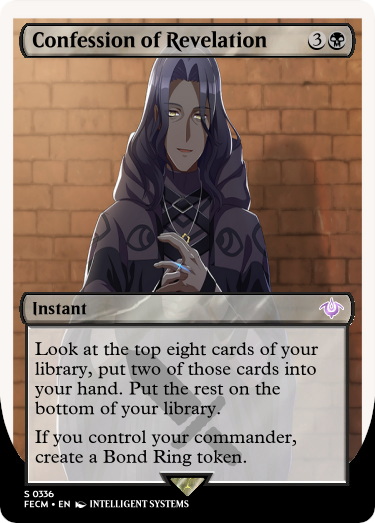 Confession of Revelation 3
Instant
Look at the top eight cards of your
library, put two of those cards into
your hand. Put the rest on the
bottom of your library.
If you control your commander,
create a Bond Ring token.
S 0336
FECM • EN INTELLIGENT SYSTEMS